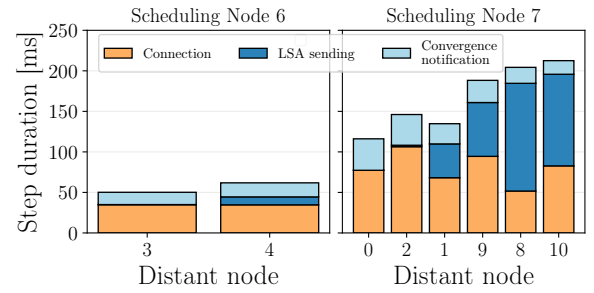 Scheduling Node 6
Scheduling Node 7
Step duration [ms]
250
200
150
100
50
0
Connection
LSA sending
Convergence
notification
3
4
0
2
1
9
8
10
Distant node
Distant node